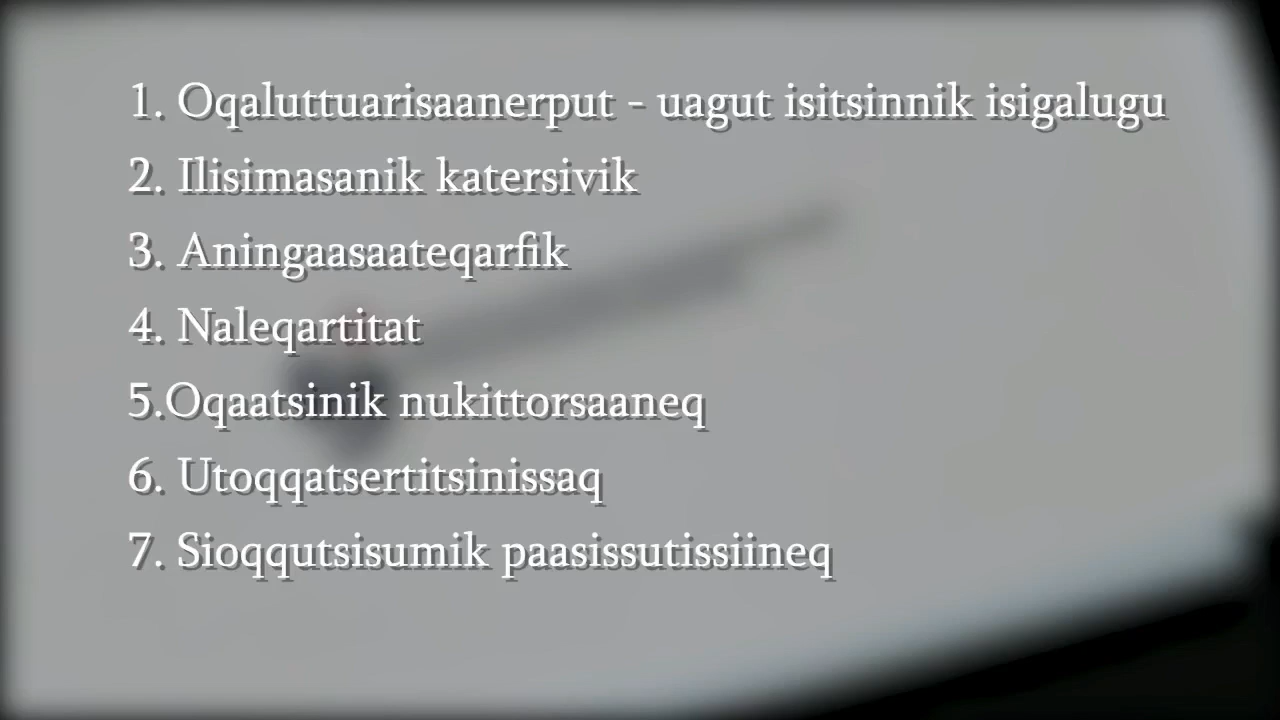 1. Oqaluttuarisaanerput - uagut isitsinnik isigalugu
2. Ilisimasanik katersivik
3. Aningaasaateqarfik
4. Naleqartitat
5.Oqaatsinik nukittorsaaneq
6. Utoqqatsertitsinissaq
7. Sioqqutsisumik paasissutissiineq